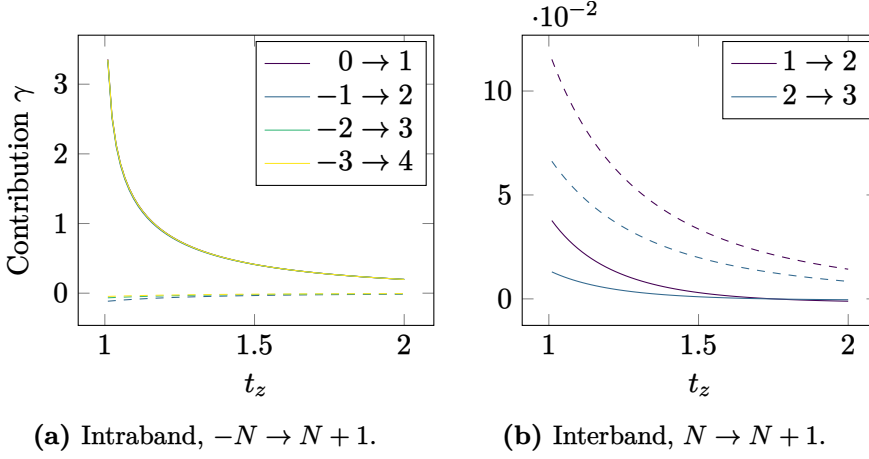 ·10⁻²
3
2
1
0
Contribution γ
0 → 1
−1 → 2
−2 → 3
−3 → 4
1
1.5
2
t_z
10
5
0
1 → 2
2 → 3
1
1.5
2
t_z
(a) Intraband, −N → N + 1.
(b) Interband, N → N + 1.